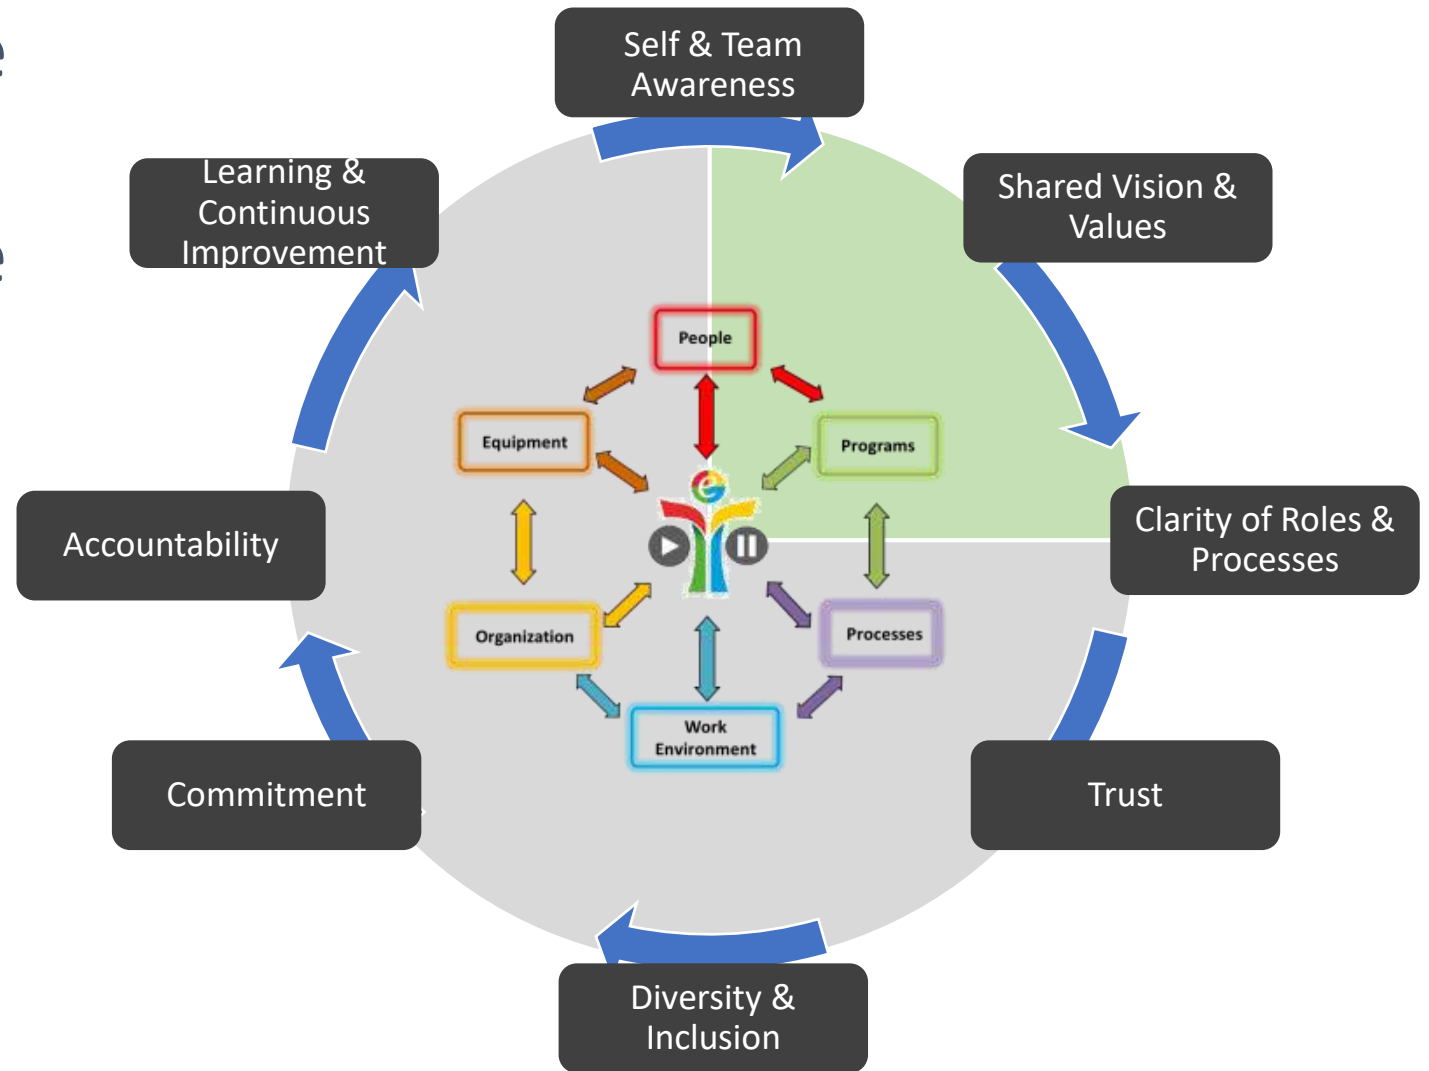 e
e
Self & Team
Awareness
Learning &
Continuous
Improvement
Shared Vision &
Values
People
Equipment
Programs
Accountability
Clarity of Roles &
Processes
Organization
Processes
Work
Environment
Commitment
Trust
Diversity &
Inclusion